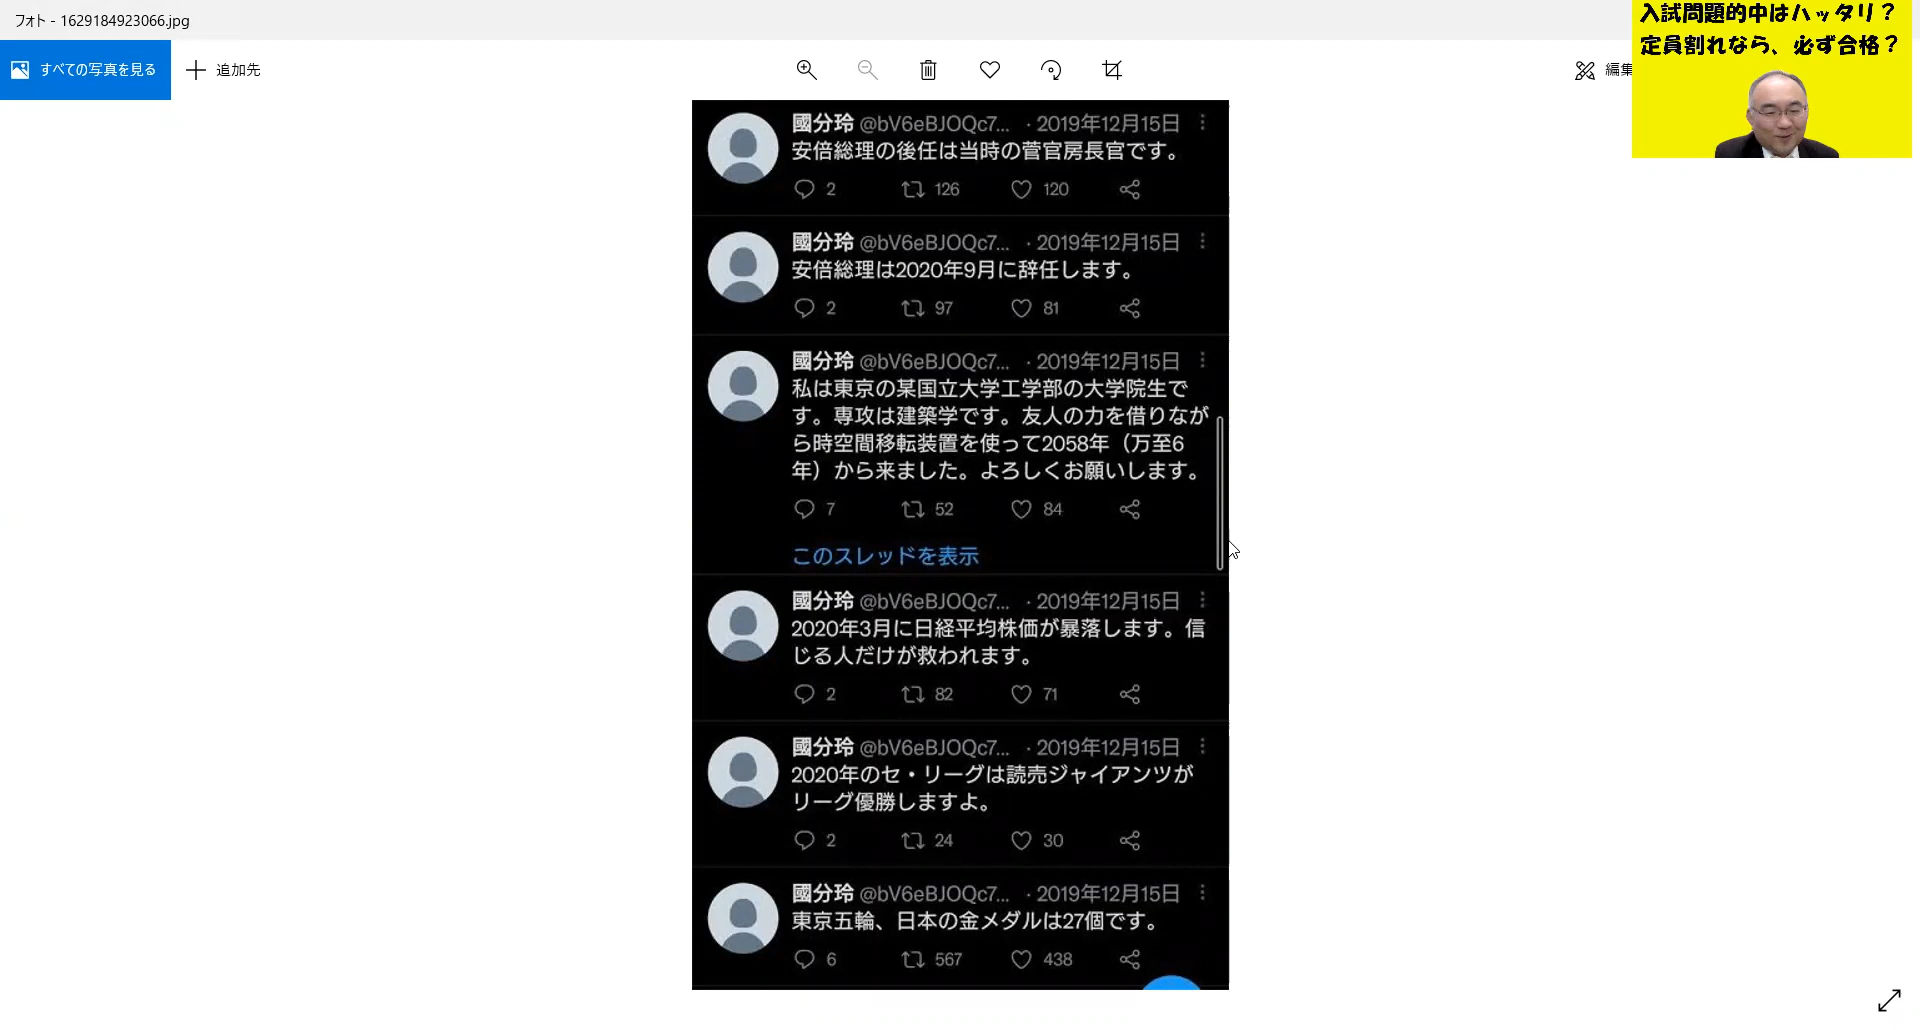 フォト - 1629184923066.jpg
すべての写真を見る
追加先
編集
入試問題的中はハッタリ？
定員割れなら、必ず合格？
國分玲 @bV6eBJOQc7... · 2019年12月15日
安倍総理の後任は当時の菅官房長官です。
2 126 120
國分玲 @bV6eBJOQc7... · 2019年12月15日
安倍総理は2020年9月に辞任します。
2 97 81
國分玲 @bV6eBJOQc7... · 2019年12月15日
私は東京の某国立大学工学部の大学院生で
す。専攻は建築学です。友人の力を借りなが
ら時空間移転装置を使って2058年（万至6
年）から来ました。よろしくお願いします。
7 52 84
このスレッドを表示
國分玲 @bV6eBJOQc7... · 2019年12月15日
2020年3月に日経平均株価が暴落します。信
じる人だけが救われます。
2 82 71
國分玲 @bV6eBJOQc7... · 2019年12月15日
2020年のセ・リーグは読売ジャイアンツが
リーグ優勝しますよ。
2 24 30
國分玲 @bV6eBJOQc7... · 2019年12月15日
東京五輪、日本の金メダルは27個です。
6 567 438